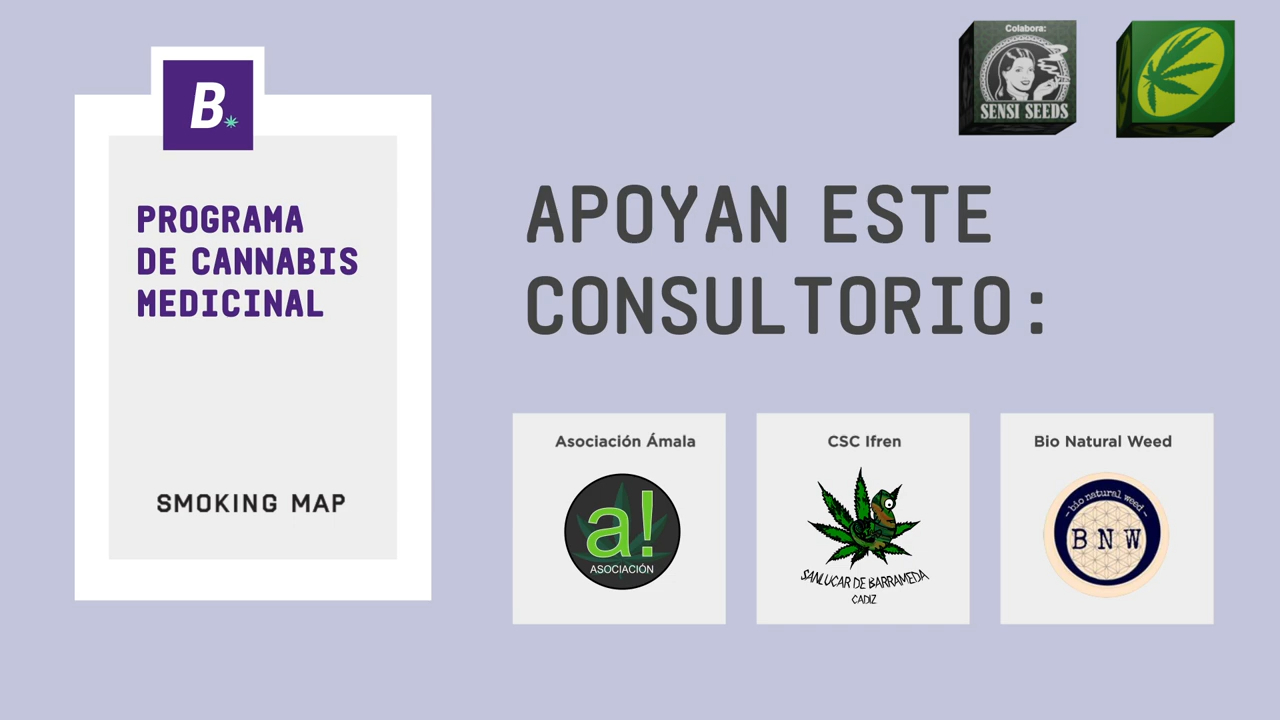 Colabora:
SENSI SEEDS
B
PROGRAMA
DE CANNABIS
MEDICINAL
SMOKING MAP
APOYAN ESTE
CONSULTORIO:
Asociación Ámala
a!
ASOCIACIÓN
CSC Ifren
SANLUCAR DE BARRAMEDA
CADIZ
Bio Natural Weed
- bio natural weed -
BNW